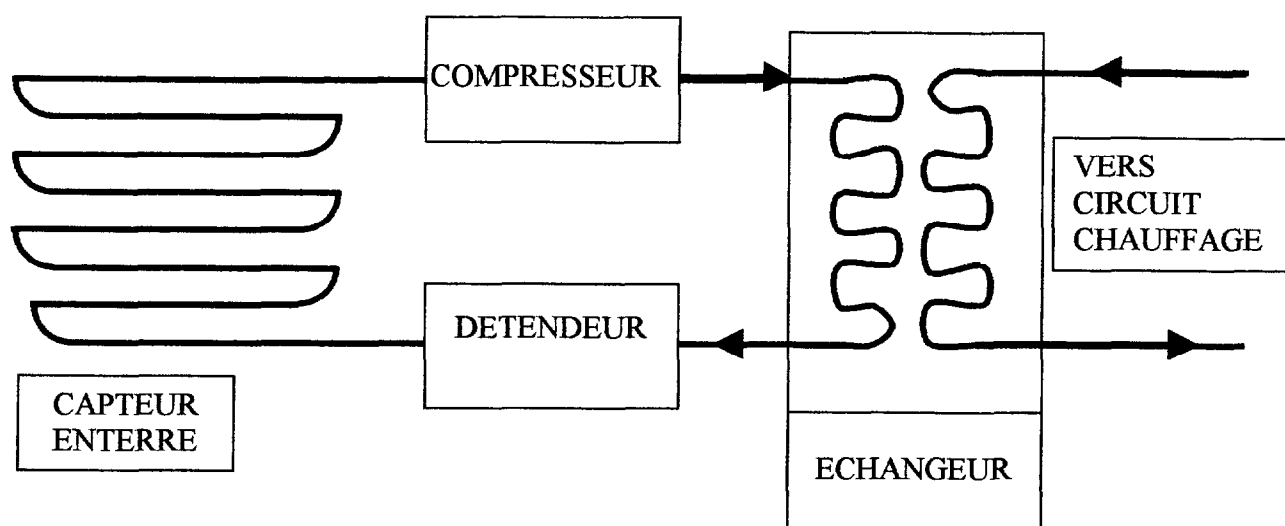 COMPRESSEUR
VERS
CIRCUIT
CHAUFFAGE
DETENDEUR
CAPTEUR
ENTERRE
ECHANGEUR